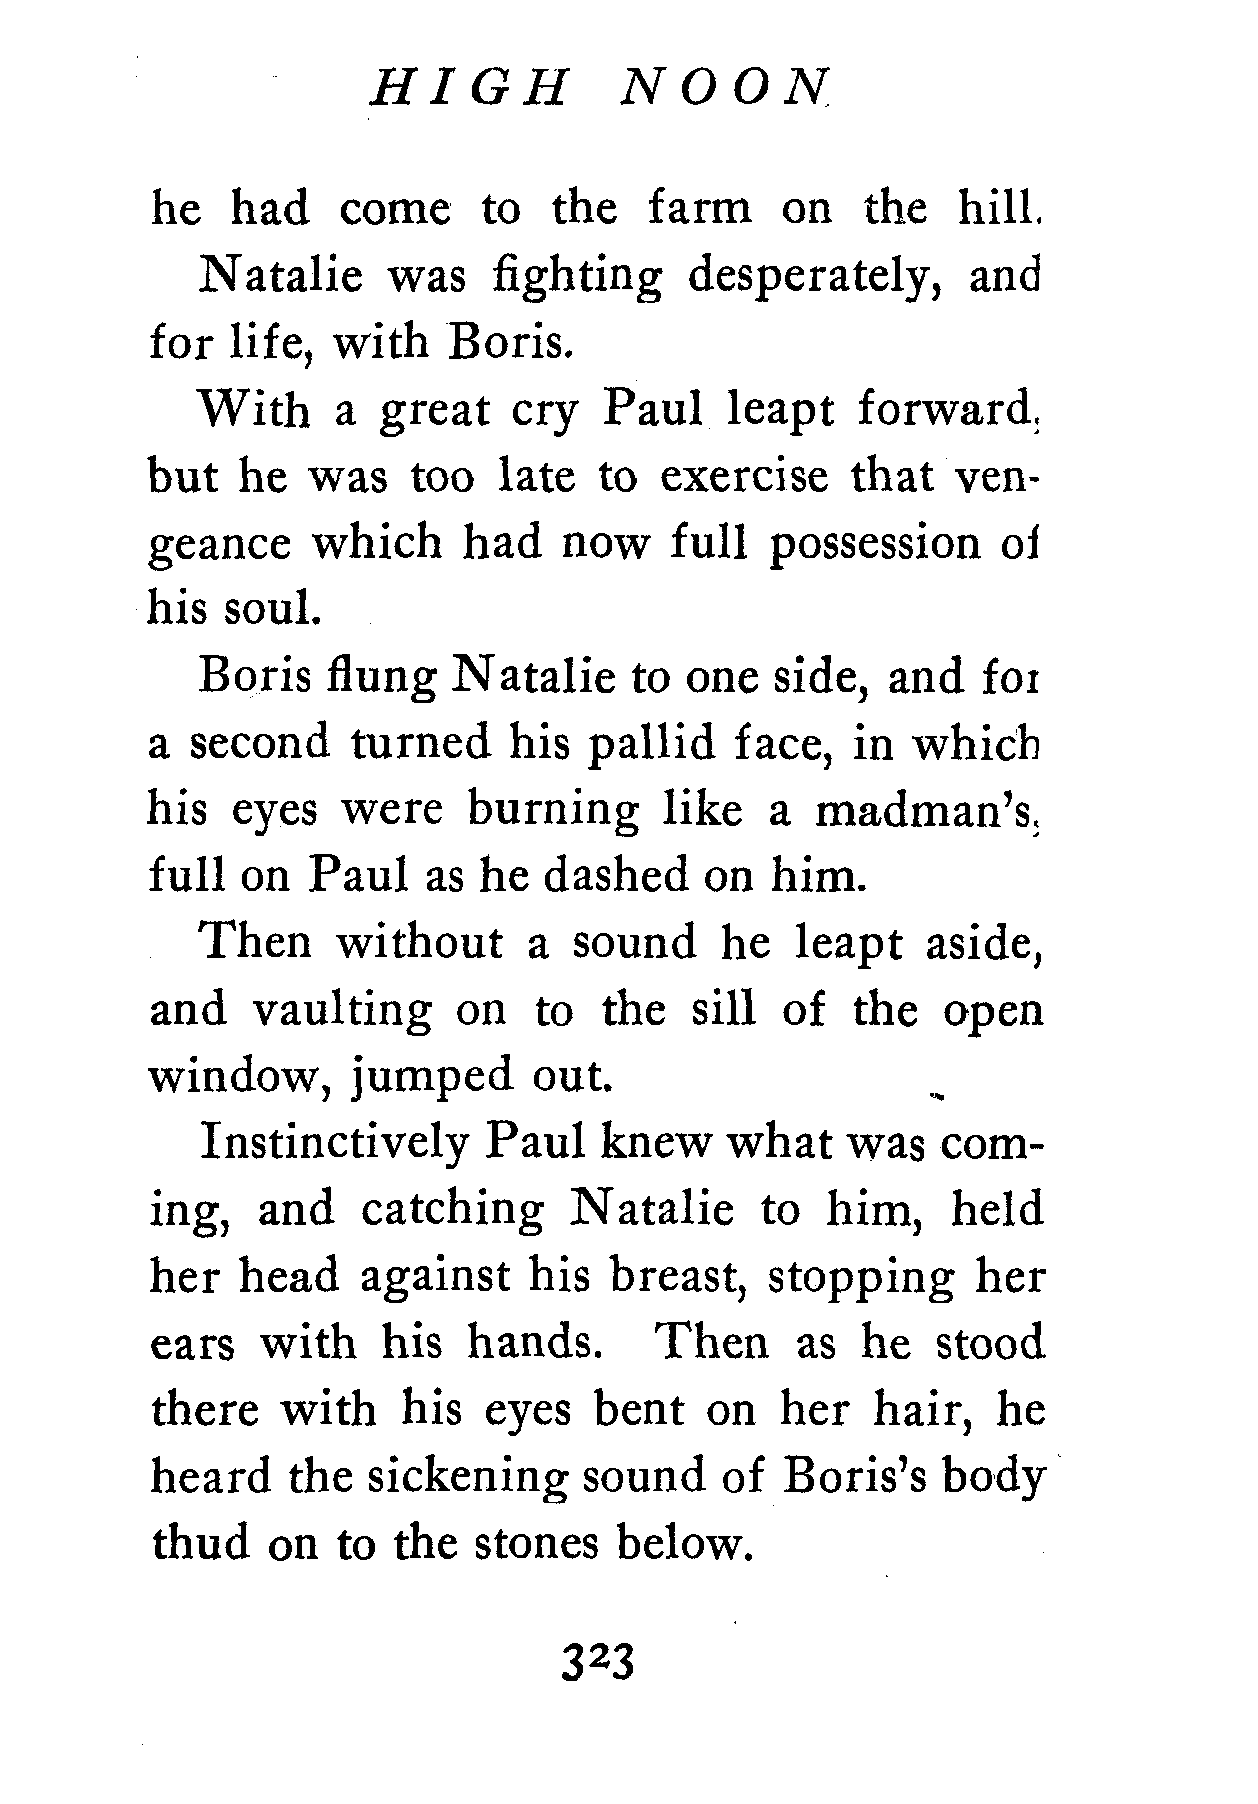 HIGH NOON
he had come to the farm on the hill.
Natalie was fighting desperately, and
for life, with Boris.
With a great cry Paul leapt forward,
but he was too late to exercise that ven-
geance which had now full possession of
his soul.
Boris flung Natalie to one side, and for
a second turned his pallid face, in which
his eyes were burning like a madman's,
full on Paul as he dashed on him.
Then without a sound he leapt aside,
and vaulting on to the sill of the open
window, jumped out.
Instinctively Paul knew what was com-
ing, and catching Natalie to him, held
her head against his breast, stopping her
ears with his hands. Then as he stood
there with his eyes bent on her hair, he
heard the sickening sound of Boris's body
thud on to the stones below.
323